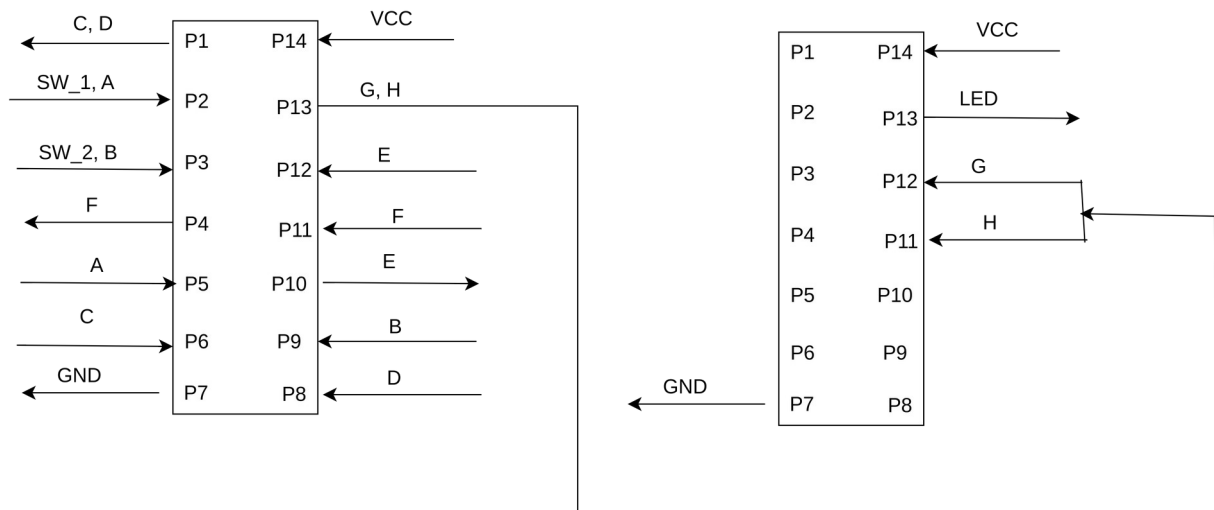 C, D
P1
P14
VCC
SW_1, A
P2
P13
G, H
SW_2, B
P3
P12
E
F
P4
P11
F
A
P5
P10
E
C
P6
P9
B
GND
P7
P8
D
P1
P14
VCC
P2
P13
LED
P3
P12
G
P4
P11
H
P5
P10
P6
P9
GND
P7
P8